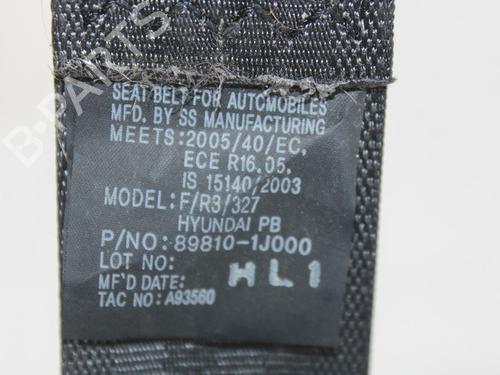 B-PARTS
SEAT BELT FOR AUTOMOBILES
MFD. BY SS MANUFACTURING
MEETS:2005/40/EC,
ECE R16.05.
IS 15140/2003
MODEL: F/R3/327
HYUNDAI PB
P/NO: 89810-1J000
LOT NO: HL1
MF'D DATE:
TAC NO: A93560